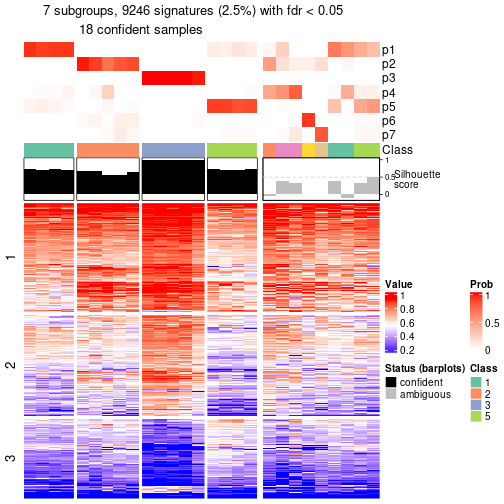 7 subgroups, 9246 signatures (2.5%) with fdr < 0.05
18 confident samples
p1
p2
p3
p4
p5
p6
p7
Class
1
0.5
0
Silhouette
score
1
2
3
Value
1
0.8
0.6
0.4
0.2
Prob
1
0.5
0
Status (barplots)
confident
ambiguous
Class
1
2
3
5